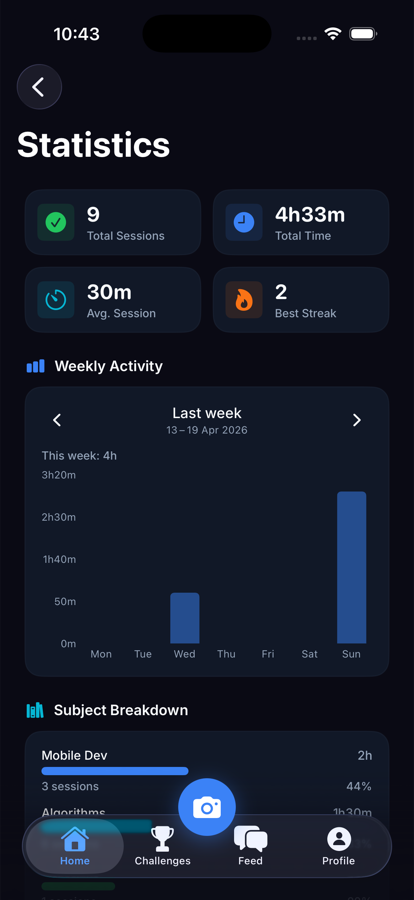 10:43
Statistics
9
Total Sessions
4h33m
Total Time
30m
Avg. Session
2
Best Streak
Weekly Activity
Last week
13–19 Apr 2026
This week: 4h
3h20m
2h30m
1h40m
50m
0m
Mon Tue Wed Thu Fri Sat Sun
Subject Breakdown
Mobile Dev 2h
3 sessions 44%
Algorithms 1h30m
Home Challenges Feed Profile